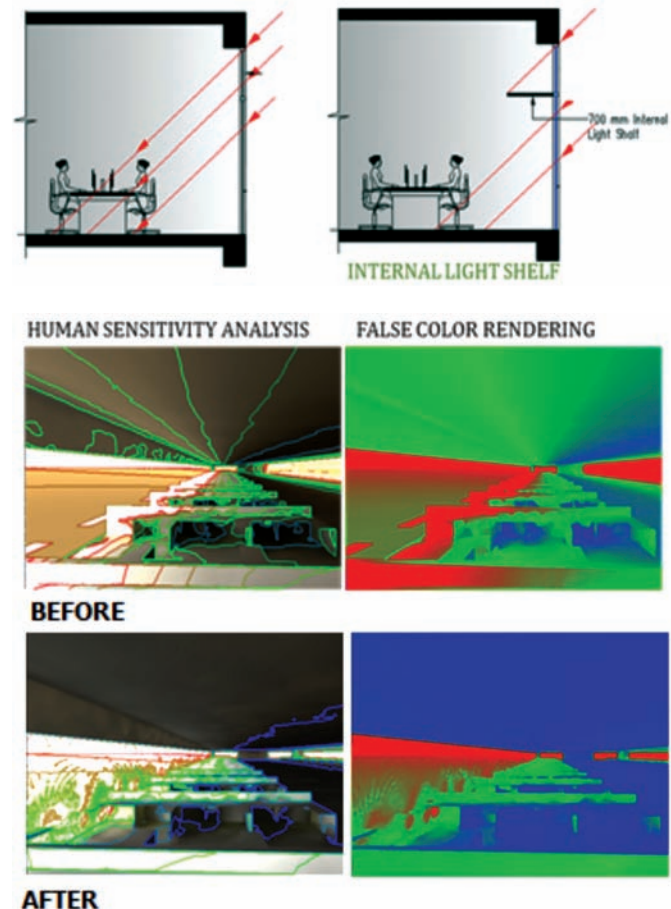 700 mm Internal
Light Shelf
INTERNAL LIGHT SHELF
HUMAN SENSITIVITY ANALYSIS
FALSE COLOR RENDERING
BEFORE
AFTER